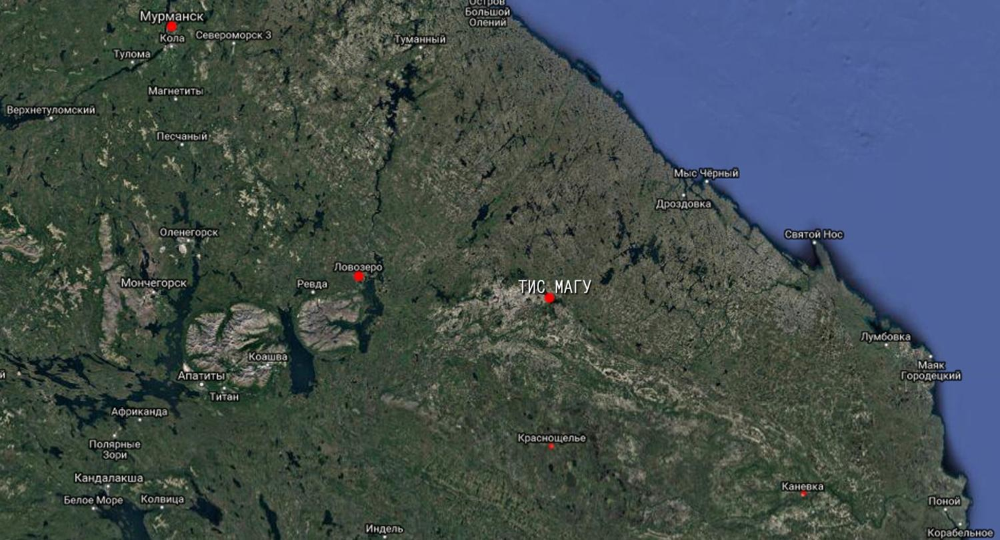 Остров
Большой
Олений
Мурманск
Кола
Североморск 3
Туманный
Тулома
Магнетиты
Верхнетуломский
Песчаный
Мыс Чёрный
Дроздовка
Оленегорск
Святой Нос
Ловозеро
Мончегорск
Ревда
ТИС МАГУ
Лумбовка
Коашва
Маяк
Городецкий
й
Апатиты
Титан
Африканда
Краснощелье
Полярные
Зори
Кандалакша
Каневка
Белое Море
Колвица
Поной
Индель
Корабельное